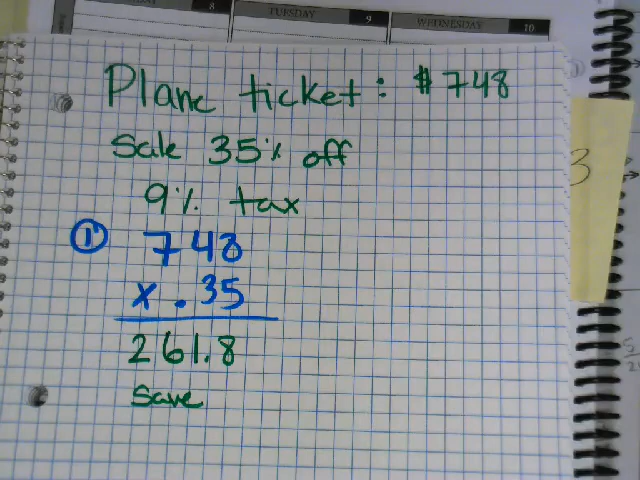 8
TUESDAY 9 WEDNESDAY 10
Plane ticket: $748
Sale 35% off
9% tax
3
① 748
x .35
261.8
save